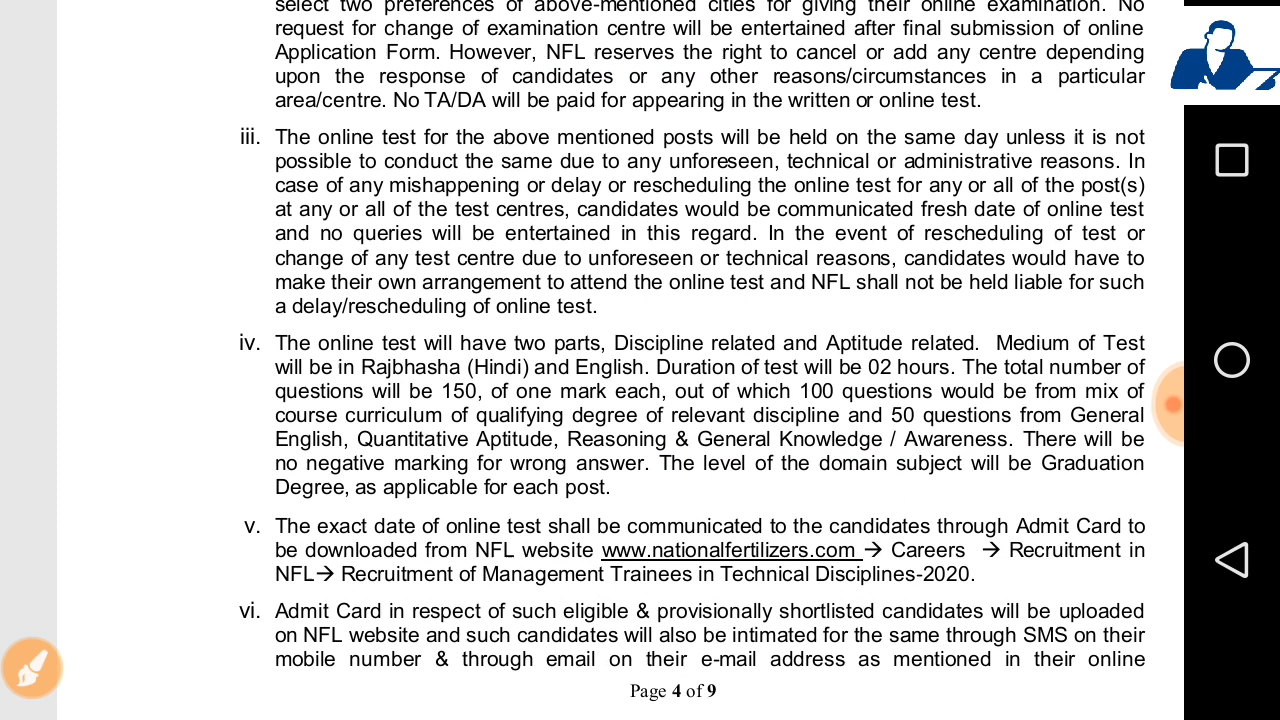 select two preferences of above-mentioned cities for giving their online examination. No
request for change of examination centre will be entertained after final submission of online
Application Form. However, NFL reserves the right to cancel or add any centre depending
upon the response of candidates or any other reasons/circumstances in a particular
area/centre. No TA/DA will be paid for appearing in the written or online test.
iii. The online test for the above mentioned posts will be held on the same day unless it is not
possible to conduct the same due to any unforeseen, technical or administrative reasons. In
case of any mishappening or delay or rescheduling the online test for any or all of the post(s)
at any or all of the test centres, candidates would be communicated fresh date of online test
and no queries will be entertained in this regard. In the event of rescheduling of test or
change of any test centre due to unforeseen or technical reasons, candidates would have to
make their own arrangement to attend the online test and NFL shall not be held liable for such
a delay/rescheduling of online test.
iv. The online test will have two parts, Discipline related and Aptitude related. Medium of Test
will be in Rajbhasha (Hindi) and English. Duration of test will be 02 hours. The total number of
questions will be 150, of one mark each, out of which 100 questions would be from mix of
course curriculum of qualifying degree of relevant discipline and 50 questions from General
English, Quantitative Aptitude, Reasoning & General Knowledge / Awareness. There will be
no negative marking for wrong answer. The level of the domain subject will be Graduation
Degree, as applicable for each post.
v. The exact date of online test shall be communicated to the candidates through Admit Card to
be downloaded from NFL website www.nationalfertilizers.com → Careers → Recruitment in
NFL→ Recruitment of Management Trainees in Technical Disciplines-2020.
vi. Admit Card in respect of such eligible & provisionally shortlisted candidates will be uploaded
on NFL website and such candidates will also be intimated for the same through SMS on their
mobile number & through email on their e-mail address as mentioned in their online
Page 4 of 9